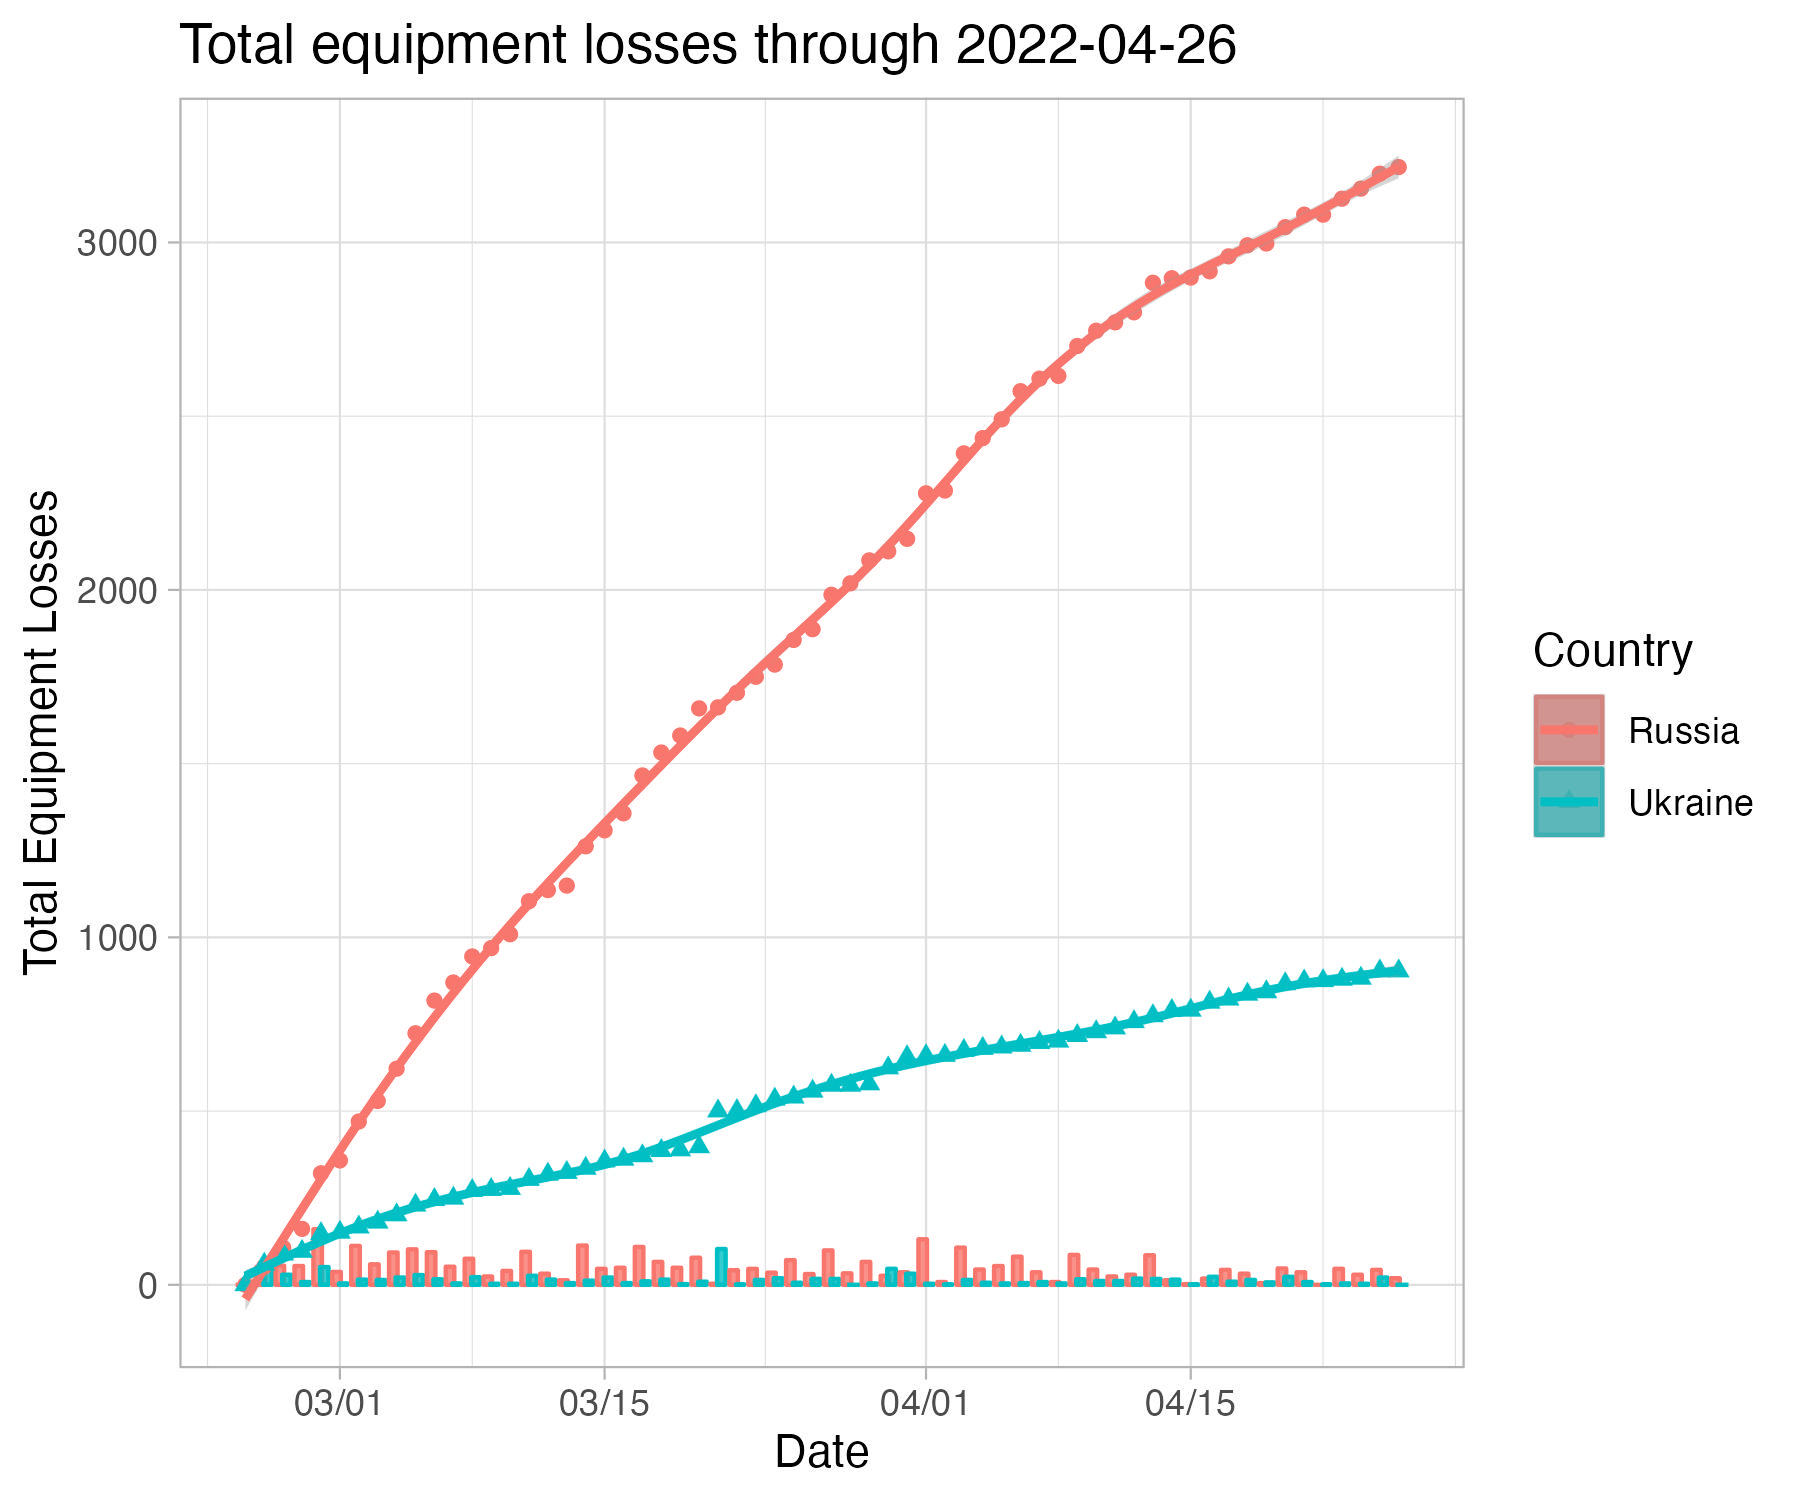 Total equipment losses through 2022-04-26
Total Equipment Losses
3000
2000
1000
0
03/01
03/15
04/01
04/15
Date
Country
Russia
Ukraine